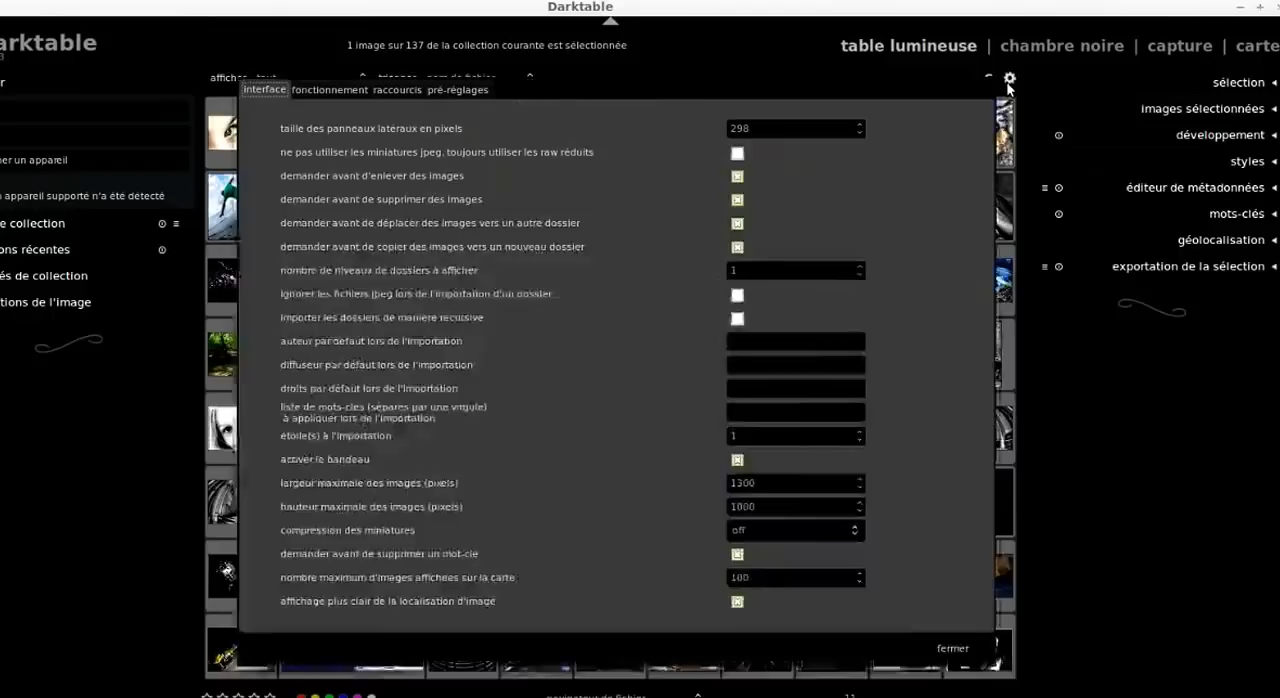 Darktable
arktable
1 image sur 137 de la collection courante est sélectionnée
table lumineuse | chambre noire | capture | carte
interface fonctionnement raccourcis pré-réglages
taille des panneaux latéraux en pixels 298
ne pas utiliser les miniatures jpeg, toujours utiliser les raw réduits
demander avant d'enlever des images
demander avant de supprimer des images
demander avant de déplacer des images vers un autre dossier
demander avant de copier des images vers un nouveau dossier
nombre de niveaux de dossiers à afficher 1
ignorer les fichiers jpeg lors de l'importation d'un dossier
importer les dossiers de manière récursive
auteur par défaut lors de l'importation
diffuseur par défaut lors de l'importation
droits par défaut lors de l'importation
liste de mots-clés (séparés par une virgule)
à appliquer lors de l'importation
étoile(s) à l'importation 1
activer le bandeau
largeur maximale des images (pixels) 1300
hauteur maximale des images (pixels) 1000
compression des miniatures off
demander avant de supprimer un mot-clé
nombre maximum d'images affichées sur la carte 100
affichage plus clair de la localisation d'image
fermer
er un appareil
appareil supporté n'a été détecté
e collection
ons récentes
és de collection
tions de l'image
sélection
images sélectionnées
développement
styles
éditeur de métadonnées
mots-clés
géolocalisation
exportation de la sélection